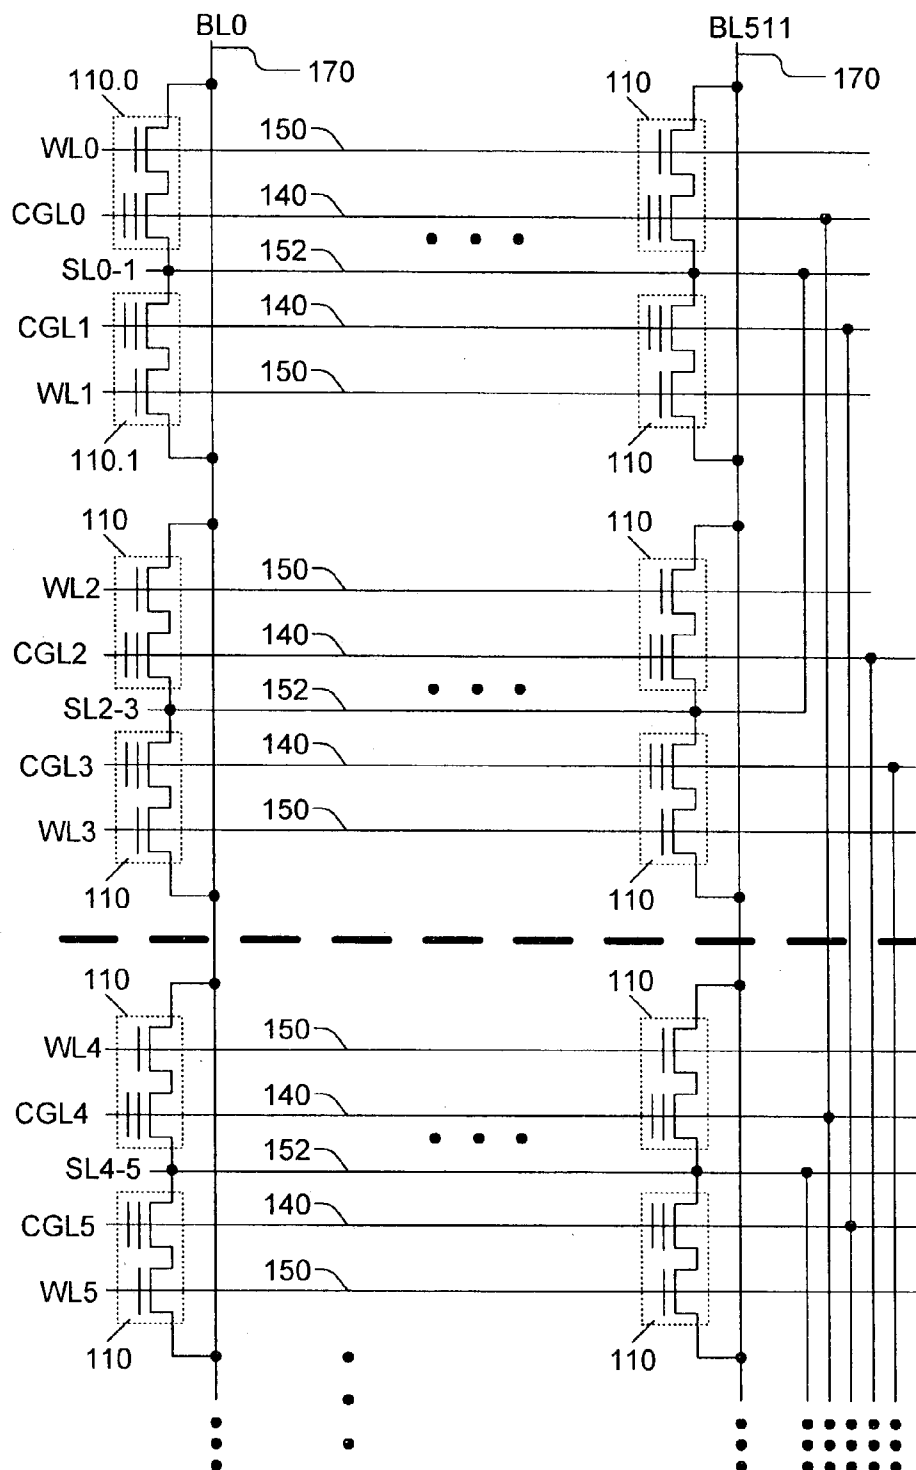 BL0 BL511
170 170
110.0 110
WL0 150
CGL0 140
SL0-1 152
CGL1 140
WL1 150
110.1 110
110 110
WL2 150
CGL2 140
SL2-3 152
CGL3 140
WL3 150
110 110
110 110
WL4 150
CGL4 140
SL4-5 152
CGL5 140
WL5 150
110 110